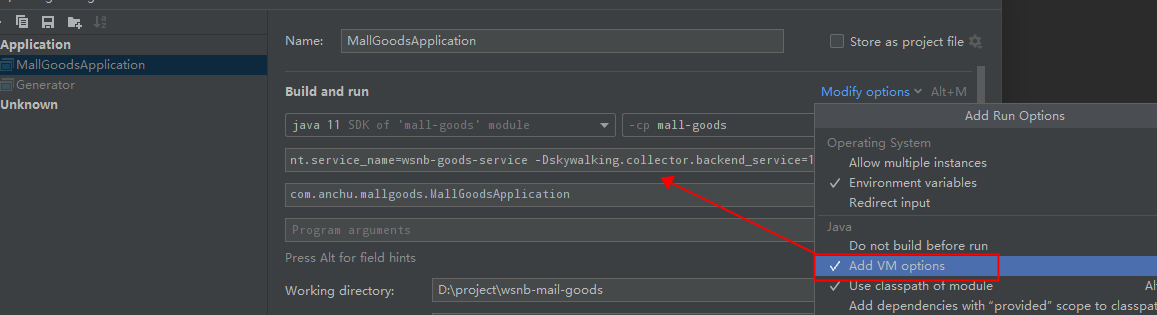 Application
MallGoodsApplication
Generator
Unknown
Name: MallGoodsApplication Store as project file
Build and run Modify options Alt+M
java 11 SDK of 'mall-goods' module -cp mall-goods
nt.service_name=wsnb-goods-service -Dskywalking.collector.backend_service=1
com.anchu.mallgoods.MallGoodsApplication
Program arguments
Press Alt for field hints
Working directory: D:\project\wsnb-mail-goods
Add Run Options
Operating System
Allow multiple instances
Environment variables
Redirect input
Java
Do not build before run
Add VM options
Use classpath of module Al
Add dependencies with “provided” scope to classpat